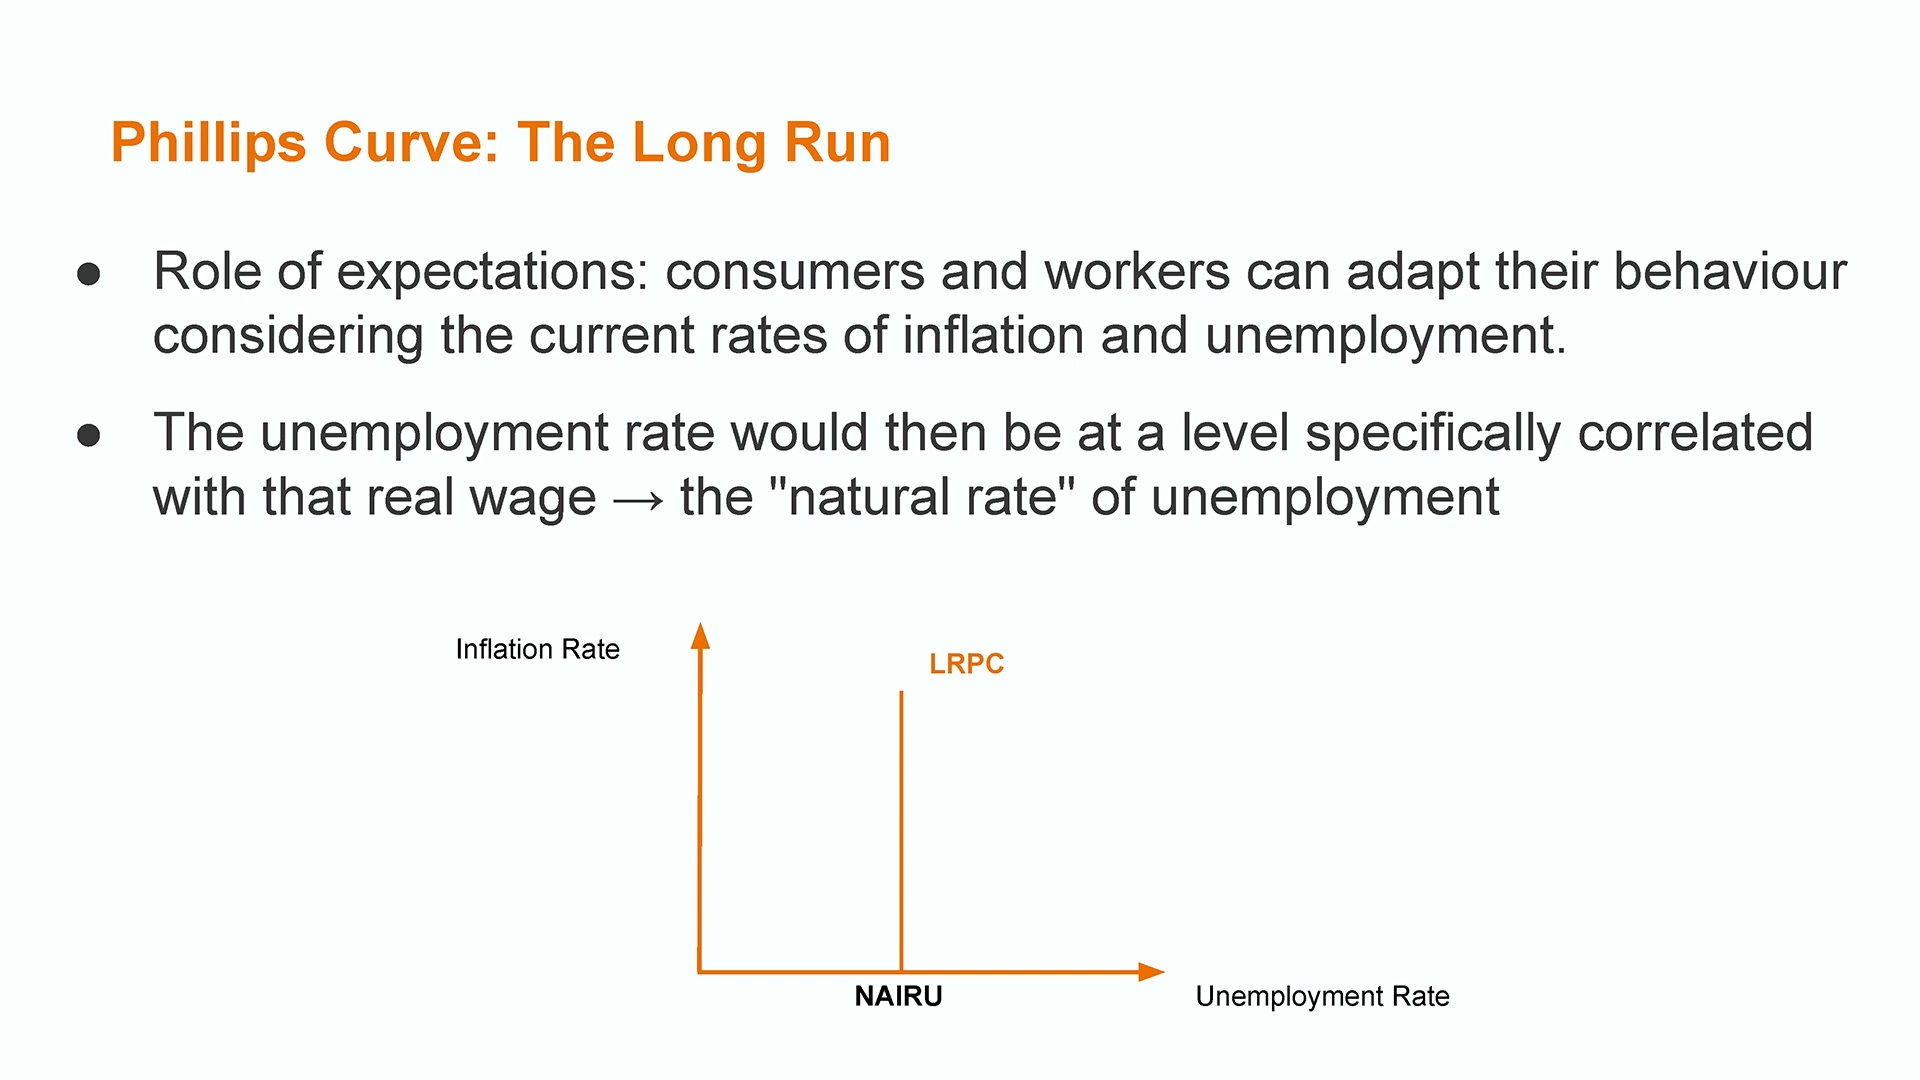 Phillips Curve: The Long Run
● Role of expectations: consumers and workers can adapt their behaviour
considering the current rates of inflation and unemployment.
● The unemployment rate would then be at a level specifically correlated
with that real wage → the "natural rate" of unemployment
Inflation Rate
LRPC
NAIRU
Unemployment Rate